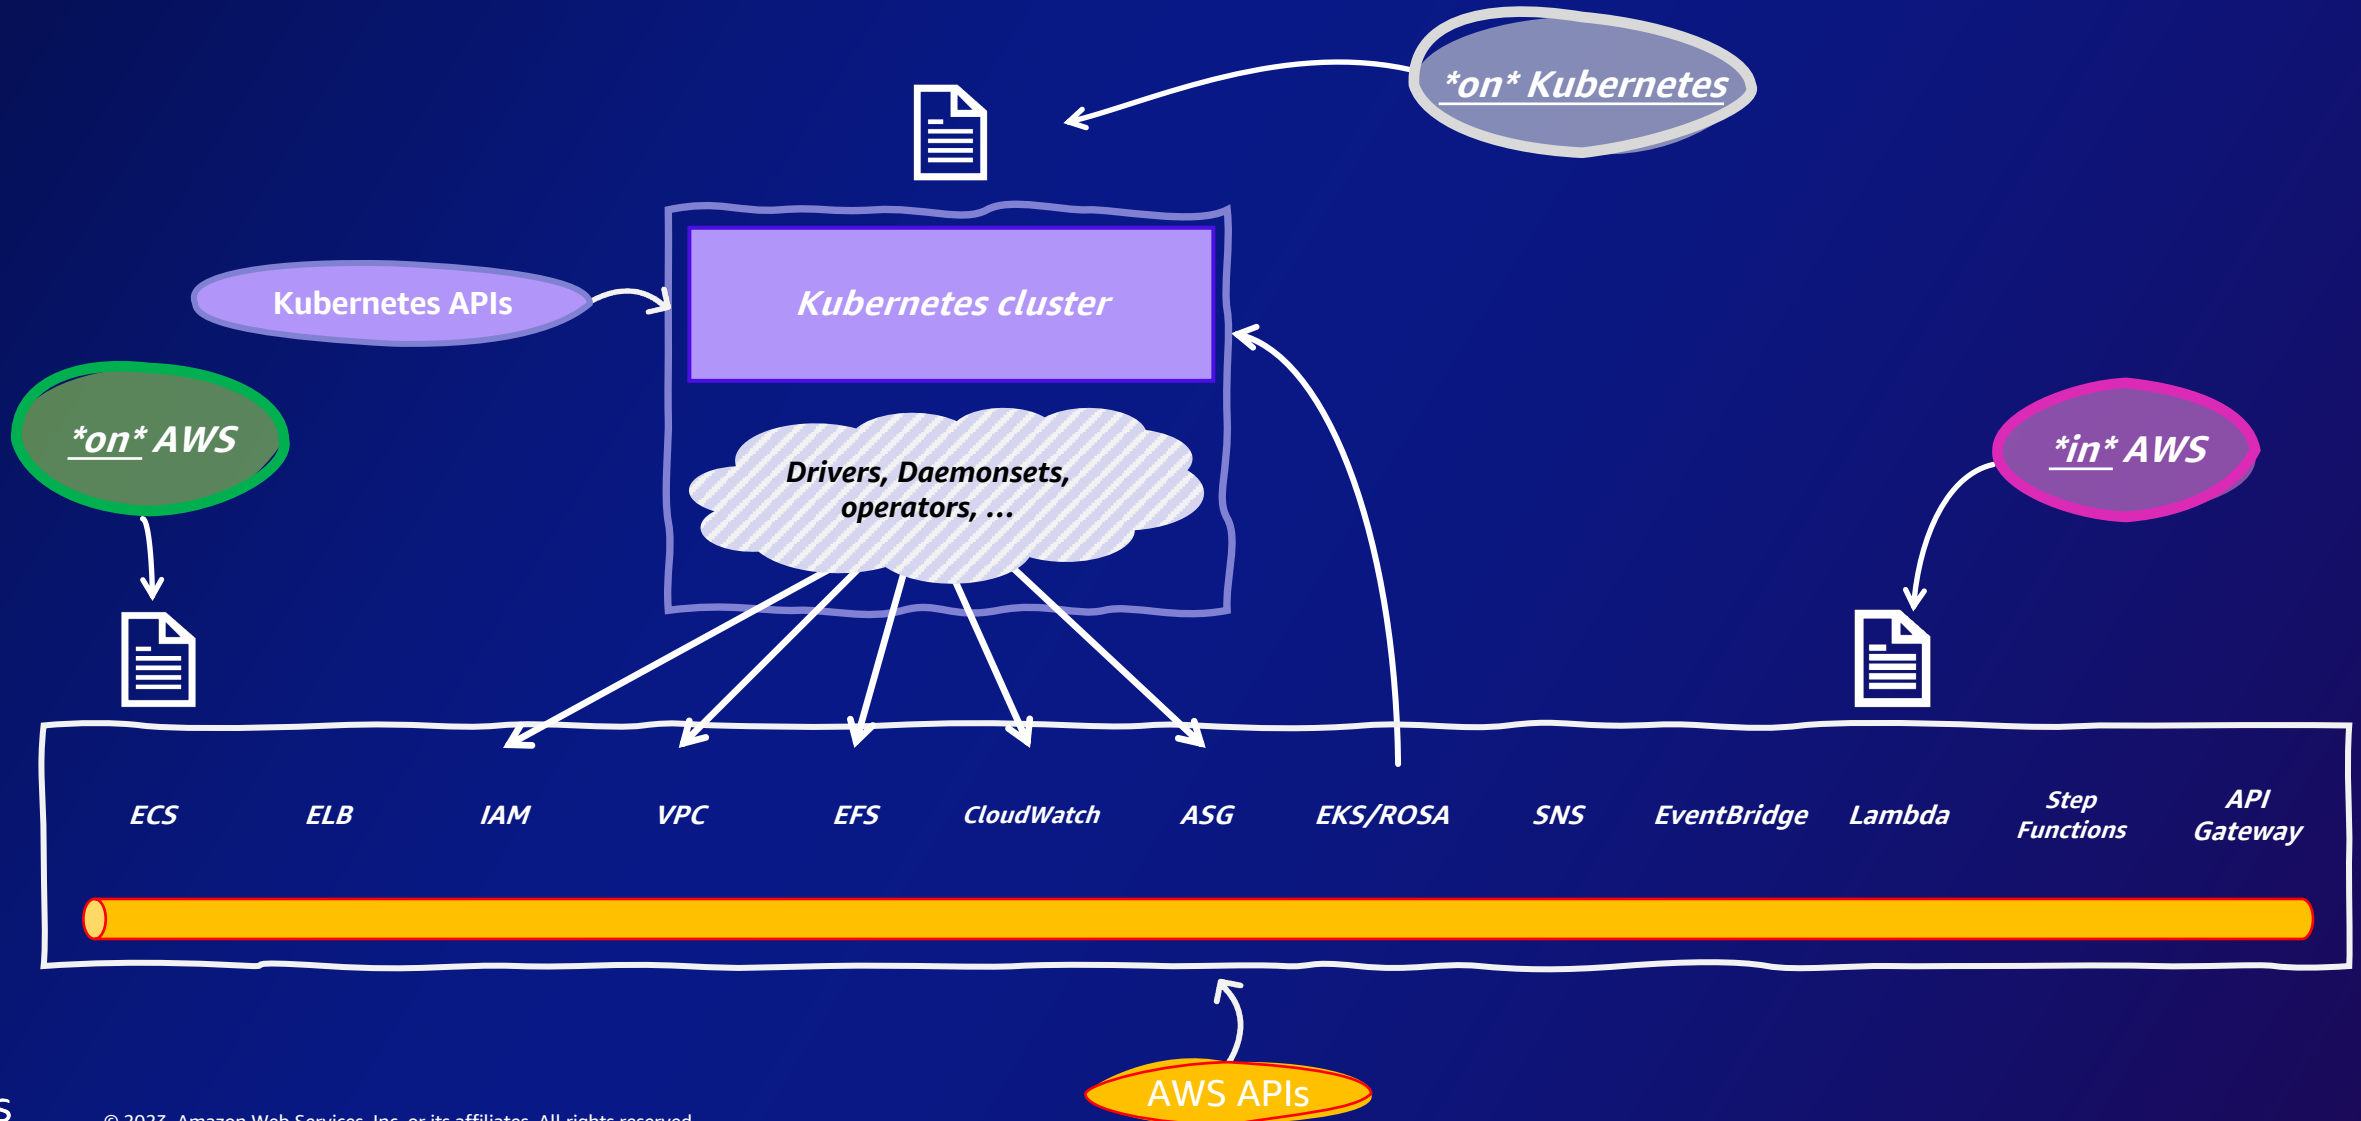 *on* Kubernetes
Kubernetes APIs
Kubernetes cluster
*on* AWS
*in* AWS
Drivers, Daemonsets,
operators, ...
ECS
ELB
IAM
VPC
EFS
CloudWatch
ASG
EKS/ROSA
SNS
EventBridge
Lambda
Step
Functions
API
Gateway
AWS APIs
© 2023, Amazon Web Services, Inc. or its affiliates. All rights reserved.